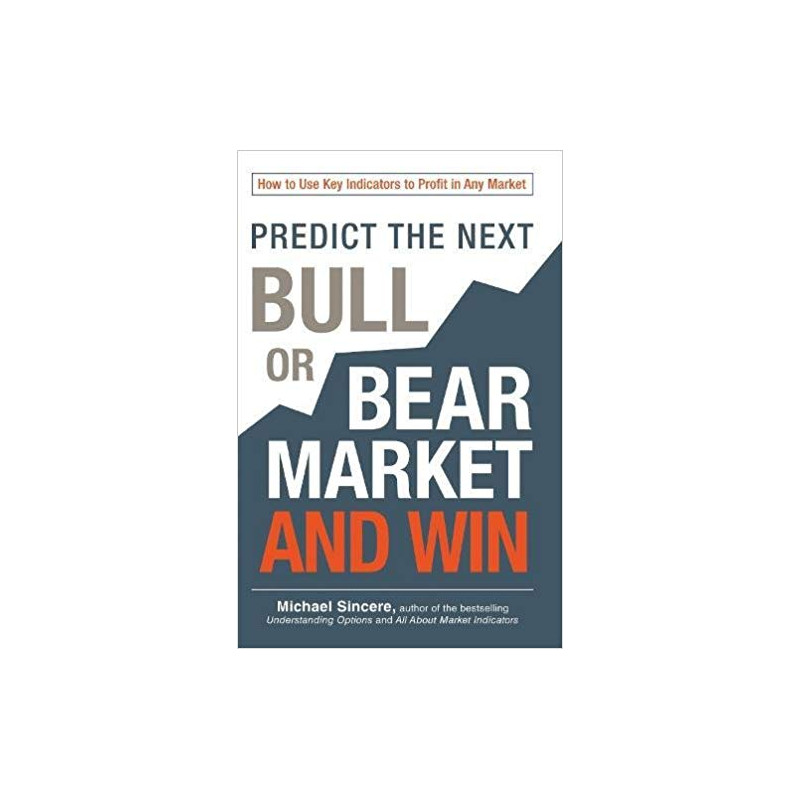 How to Use Key Indicators to Profit in Any Market
PREDICT THE NEXT
BULL
OR
BEAR
MARKET
AND WIN
Michael Sincere, author of the bestselling
Understanding Options and All About Market Indicators